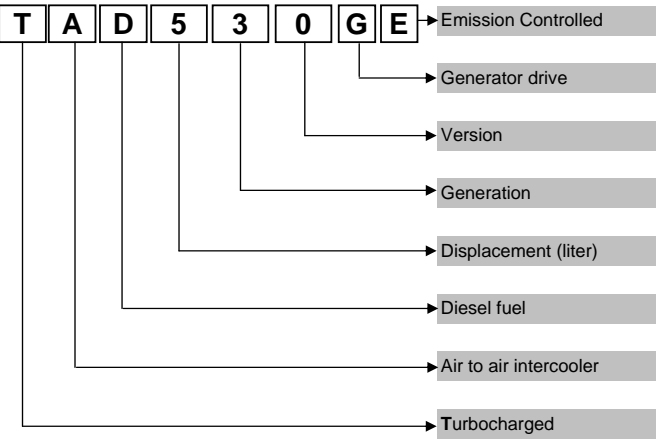 T A D 5 3 0 G E
Emission Controlled
Generator drive
Version
Generation
Displacement (liter)
Diesel fuel
Air to air intercooler
Turbocharged